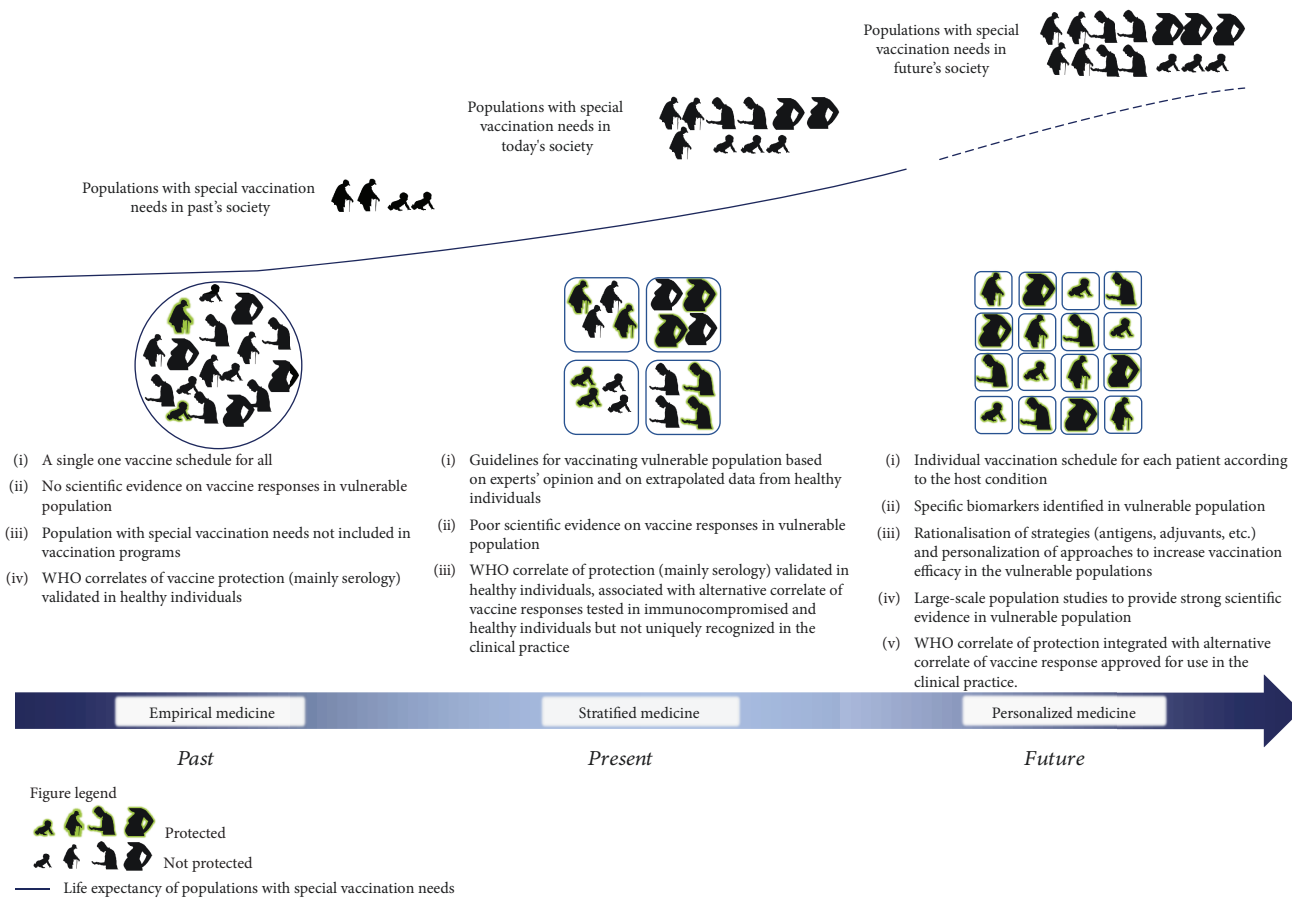 Populations with special
vaccination needs in
future's society
Populations with special
vaccination needs in
today's society
Populations with special vaccination
needs in past's society
(i) A single one vaccine schedule for all
(ii) No scientific evidence on vaccine responses in vulnerable
population
(iii) Population with special vaccination needs not included in
vaccination programs
(iv) WHO correlates of vaccine protection (mainly serology)
validated in healthy individuals
(i) Guidelines for vaccinating vulnerable population based
on experts' opinion and on extrapolated data from healthy
individuals
(ii) Poor scientific evidence on vaccine responses in vulnerable
population
(iii) WHO correlate of protection (mainly serology) validated in
healthy individuals, associated with alternative correlate of
vaccine responses tested in immunocompromised and
healthy individuals but not uniquely recognized in the
clinical practice
(i) Individual vaccination schedule for each patient according
to the host condition
(ii) Specific biomarkers identified in vulnerable population
(iii) Rationalisation of strategies (antigens, adjuvants, etc.)
and personalization of approaches to increase vaccination
efficacy in the vulnerable populations
(iv) Large-scale population studies to provide strong scientific
evidence in vulnerable population
(v) WHO correlate of protection integrated with alternative
correlate of vaccine response approved for use in the
clinical practice.
Empirical medicine
Stratified medicine
Personalized medicine
Past
Present
Future
Figure legend
Protected
Not protected
Life expectancy of populations with special vaccination needs